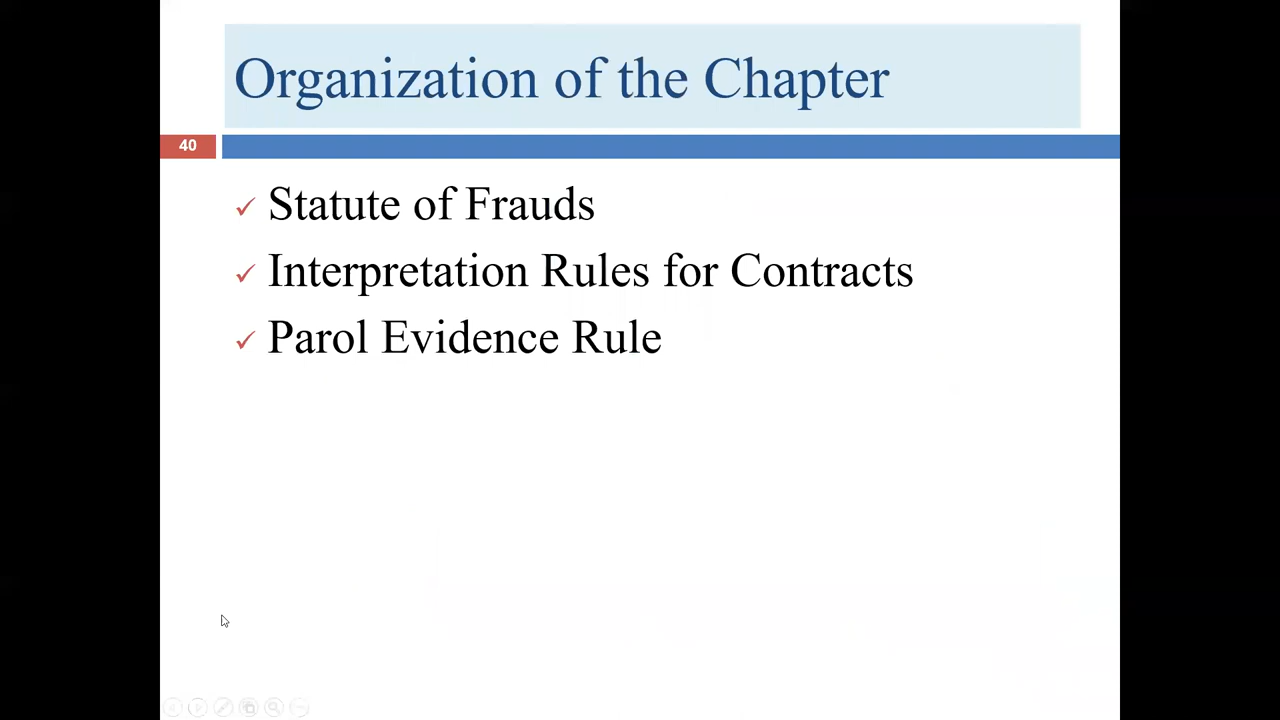 Organization of the Chapter
40
Statute of Frauds
Interpretation Rules for Contracts
Parol Evidence Rule